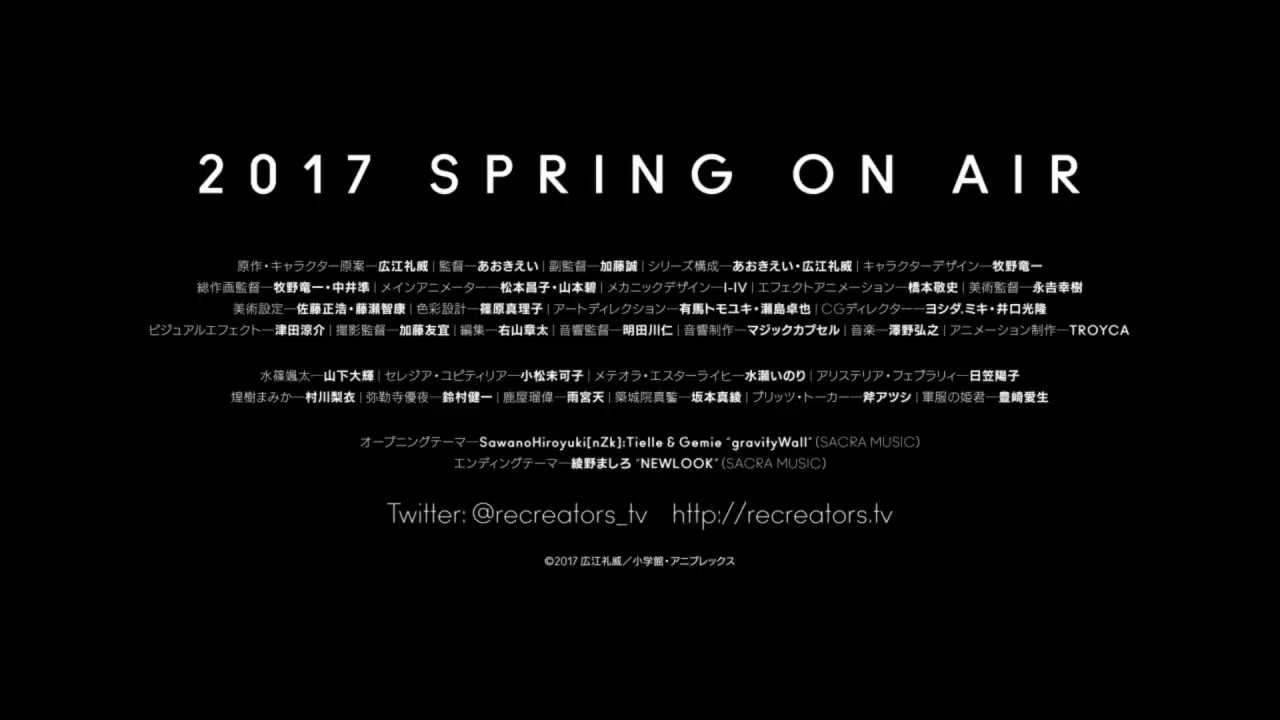 2017 SPRING ON AIR
原作・キャラクター原案―広江礼威 | 監督―あおきえい | 副監督―加藤誠 | シリーズ構成―あおきえい・広江礼威 | キャラクターデザイン―牧野竜一
総作画監督―牧野竜一・中井準 | メインアニメーター―松本昌子・山本碧 | メカニックデザイン―I-IV | エフェクトアニメーション―橋本敬史 | 美術監督―永吉幸樹
美術設定―佐藤正浩・藤瀬智康 | 色彩設計―篠原真理子 | アートディレクション―有馬トモユキ・瀬島卓也 | CGディレクター―ヨシダ.ミキ・井口光隆
ビジュアルエフェクト―津田涼介 | 撮影監督―加藤友宜 | 編集―右山章太 | 音響監督―明田川仁 | 音響制作―マジックカプセル | 音楽―澤野弘之 | アニメーション制作―TROYCA
水篠颯太―山下大輝 | セレジア・ユピティリア―小松未可子 | メテオラ・エスターライヒ―水瀬いのり | アリステリア・フェブラリィ―日笠陽子
煌樹まみか―村川梨衣 | 弥勒寺優夜―鈴村健一 | 鹿屋瑠偉―雨宮天 | 築城院真鍳―坂本真綾 | ブリッツ・トーカー―斧アツシ | 軍服の姫君―豊崎愛生
オープニングテーマ―SawanoHiroyuki[nZk]:Tielle & Gemie "gravityWall" (SACRA MUSIC)
エンディングテーマ―綾野ましろ "NEWLOOK" (SACRA MUSIC)
Twitter: @recreators_tv http://recreators.tv
©2017 広江礼威／小学館・アニプレックス